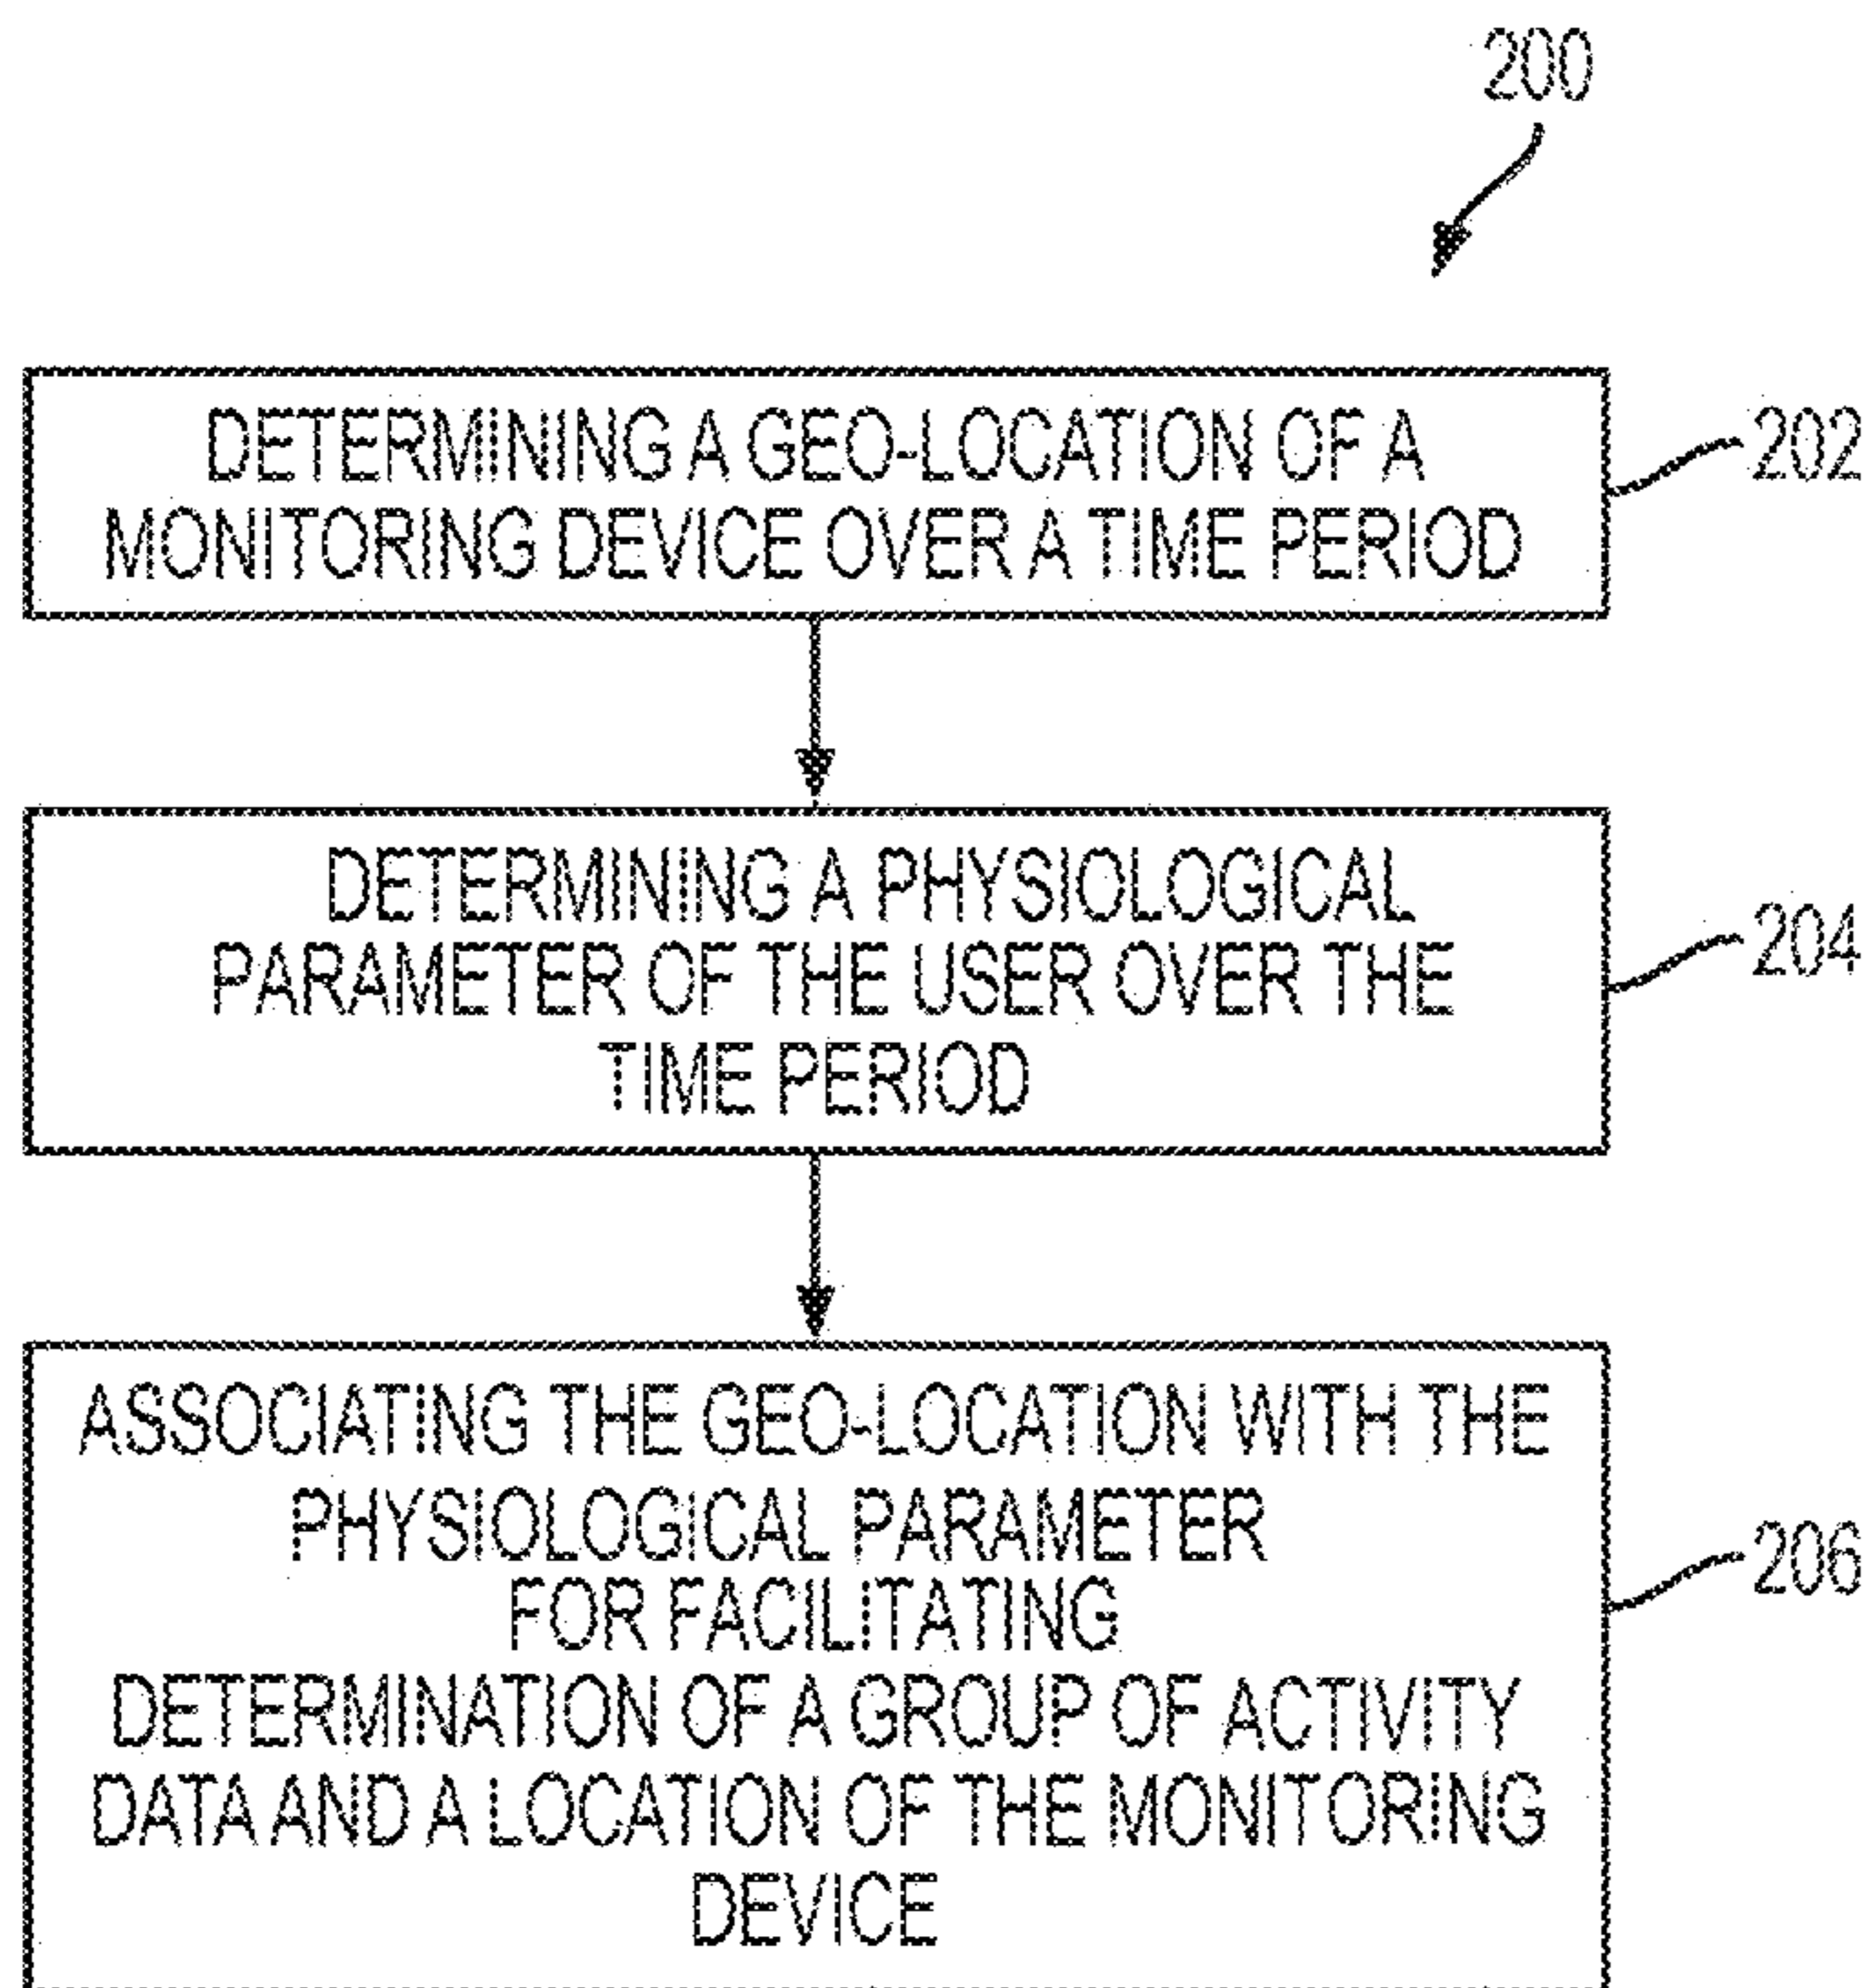 200
DETERMINING A GEO-LOCATION OF A
MONITORING DEVICE OVER A TIME PERIOD
202
DETERMINING A PHYSIOLOGICAL
PARAMETER OF THE USER OVER THE
TIME PERIOD
204
ASSOCIATING THE GEO-LOCATION WITH THE
PHYSIOLOGICAL PARAMETER
FOR FACILITATING
DETERMINATION OF A GROUP OF ACTIVITY
DATA AND A LOCATION OF THE MONITORING
DEVICE
206